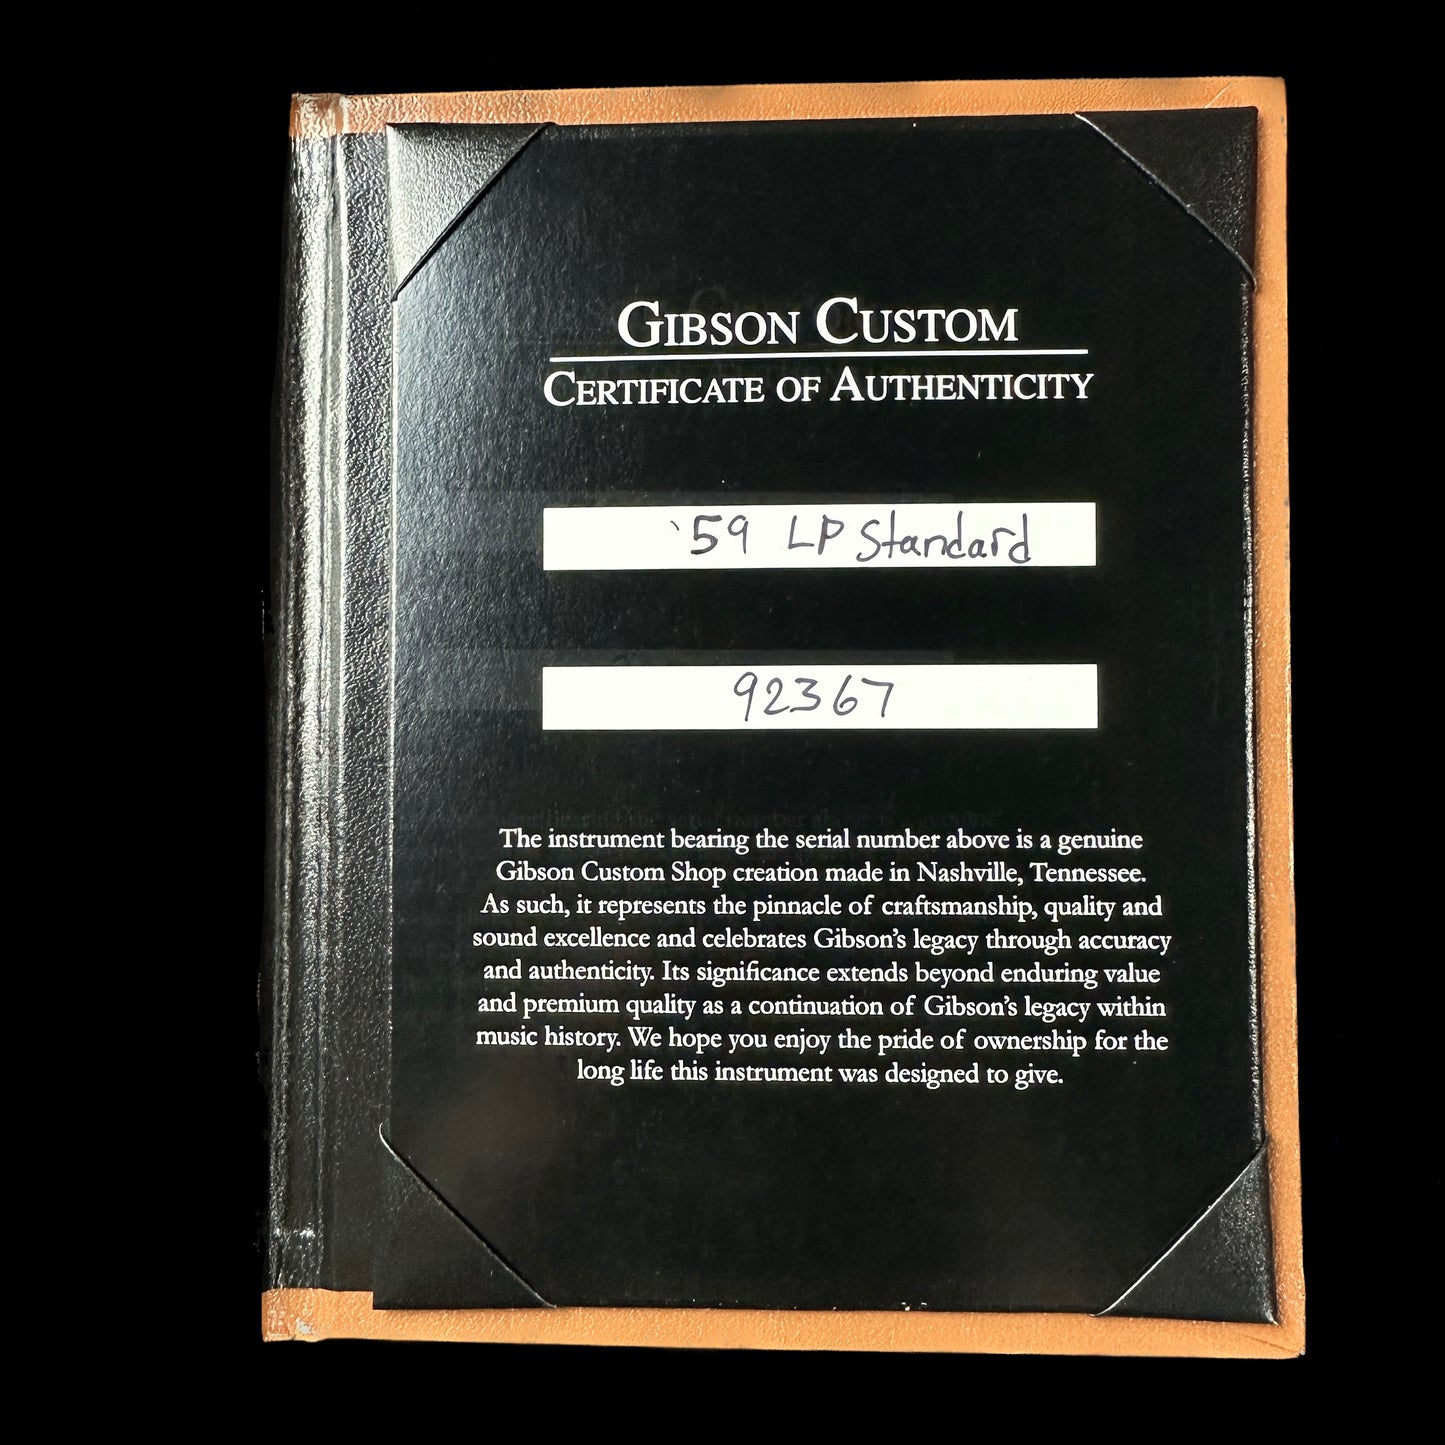 GIBSON CUSTOM
CERTIFICATE OF AUTHENTICITY
'59 LP Standard
92367
The instrument bearing the serial number above is a genuine
Gibson Custom Shop creation made in Nashville, Tennessee.
As such, it represents the pinnacle of craftsmanship, quality and
sound excellence and celebrates Gibson's legacy through accuracy
and authenticity. Its significance extends beyond enduring value
and premium quality as a continuation of Gibson's legacy within
music history. We hope you enjoy the pride of ownership for the
long life this instrument was designed to give.